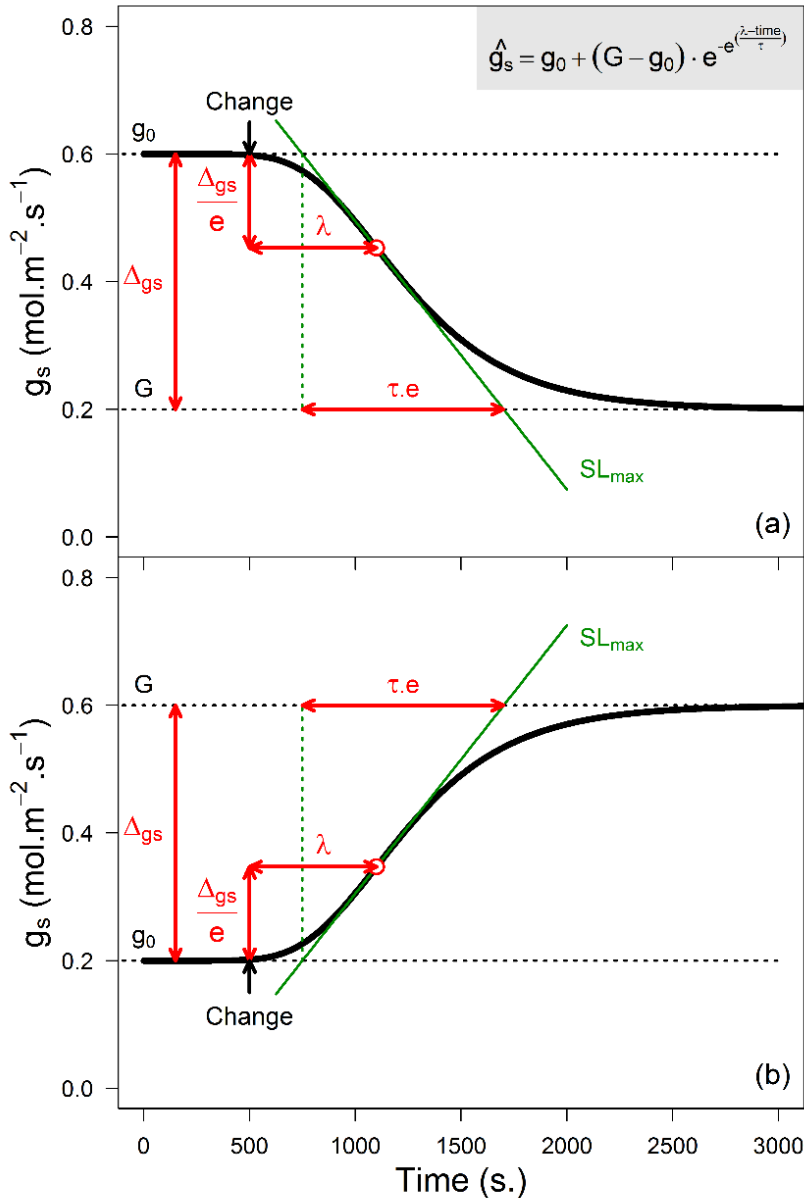 ĝₛ = g₀ + (G − g₀) · e^(-e^((λ−time)/τ))
0.8
Change
g₀
0.6
Δgs
e
λ
0.4
Δgs
gₛ (mol.m⁻².s⁻¹)
G
τ.e
0.2
SLmax
0.0
(a)
0.8
SLmax
G
τ.e
0.6
gₛ (mol.m⁻².s⁻¹)
Δgs
0.4
λ
Δgs
e
g₀
0.2
Change
0.0
(b)
0 500 1000 1500 2000 2500 3000
Time (s.)